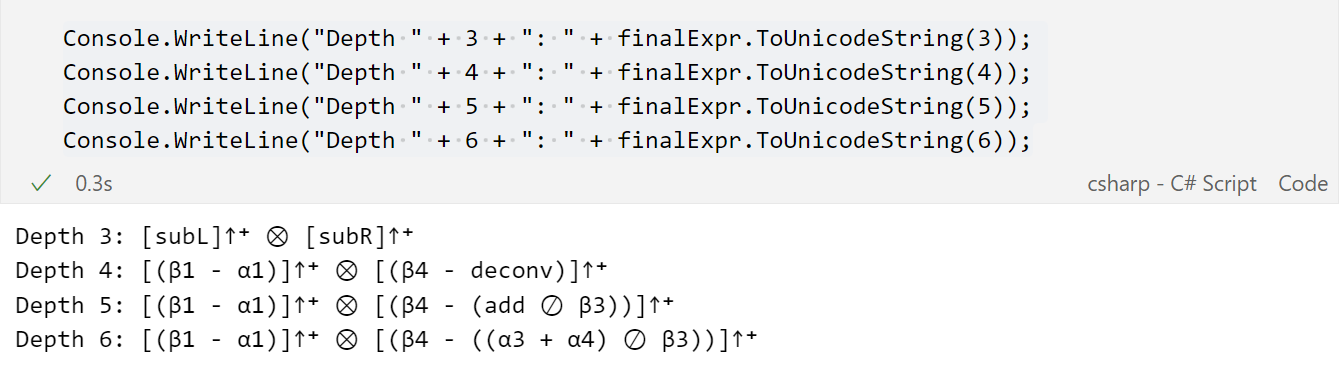 Console.WriteLine("Depth " + 3 + ": " + finalExpr.ToUnicodeString(3));
Console.WriteLine("Depth " + 4 + ": " + finalExpr.ToUnicodeString(4));
Console.WriteLine("Depth " + 5 + ": " + finalExpr.ToUnicodeString(5));
Console.WriteLine("Depth " + 6 + ": " + finalExpr.ToUnicodeString(6));
✓ 0.3s csharp - C# Script Code
Depth 3: [subL]↑⁺ ⊗ [subR]↑⁺
Depth 4: [(β1 - α1)]↑⁺ ⊗ [(β4 - deconv)]↑⁺
Depth 5: [(β1 - α1)]↑⁺ ⊗ [(β4 - (add ⊘ β3))]↑⁺
Depth 6: [(β1 - α1)]↑⁺ ⊗ [(β4 - ((α3 + α4) ⊘ β3))]↑⁺